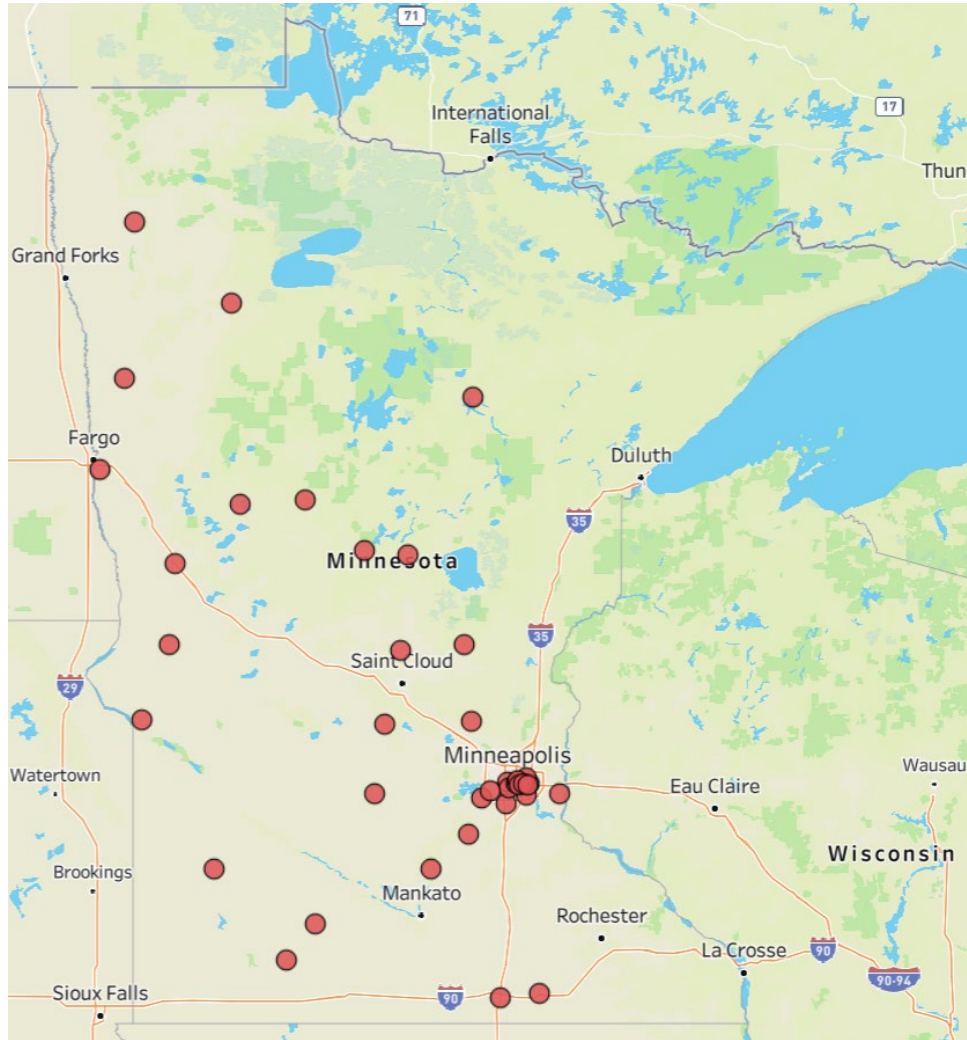 71
International
Falls
17
Thun
Grand Forks
Fargo
Duluth
35
Minnesota
35
Saint Cloud
29
Minneapolis
Watertown
Eau Claire
Wausau
Brookings
Wisconsin
Mankato
Rochester
La Crosse
90
90-94
Sioux Falls
90